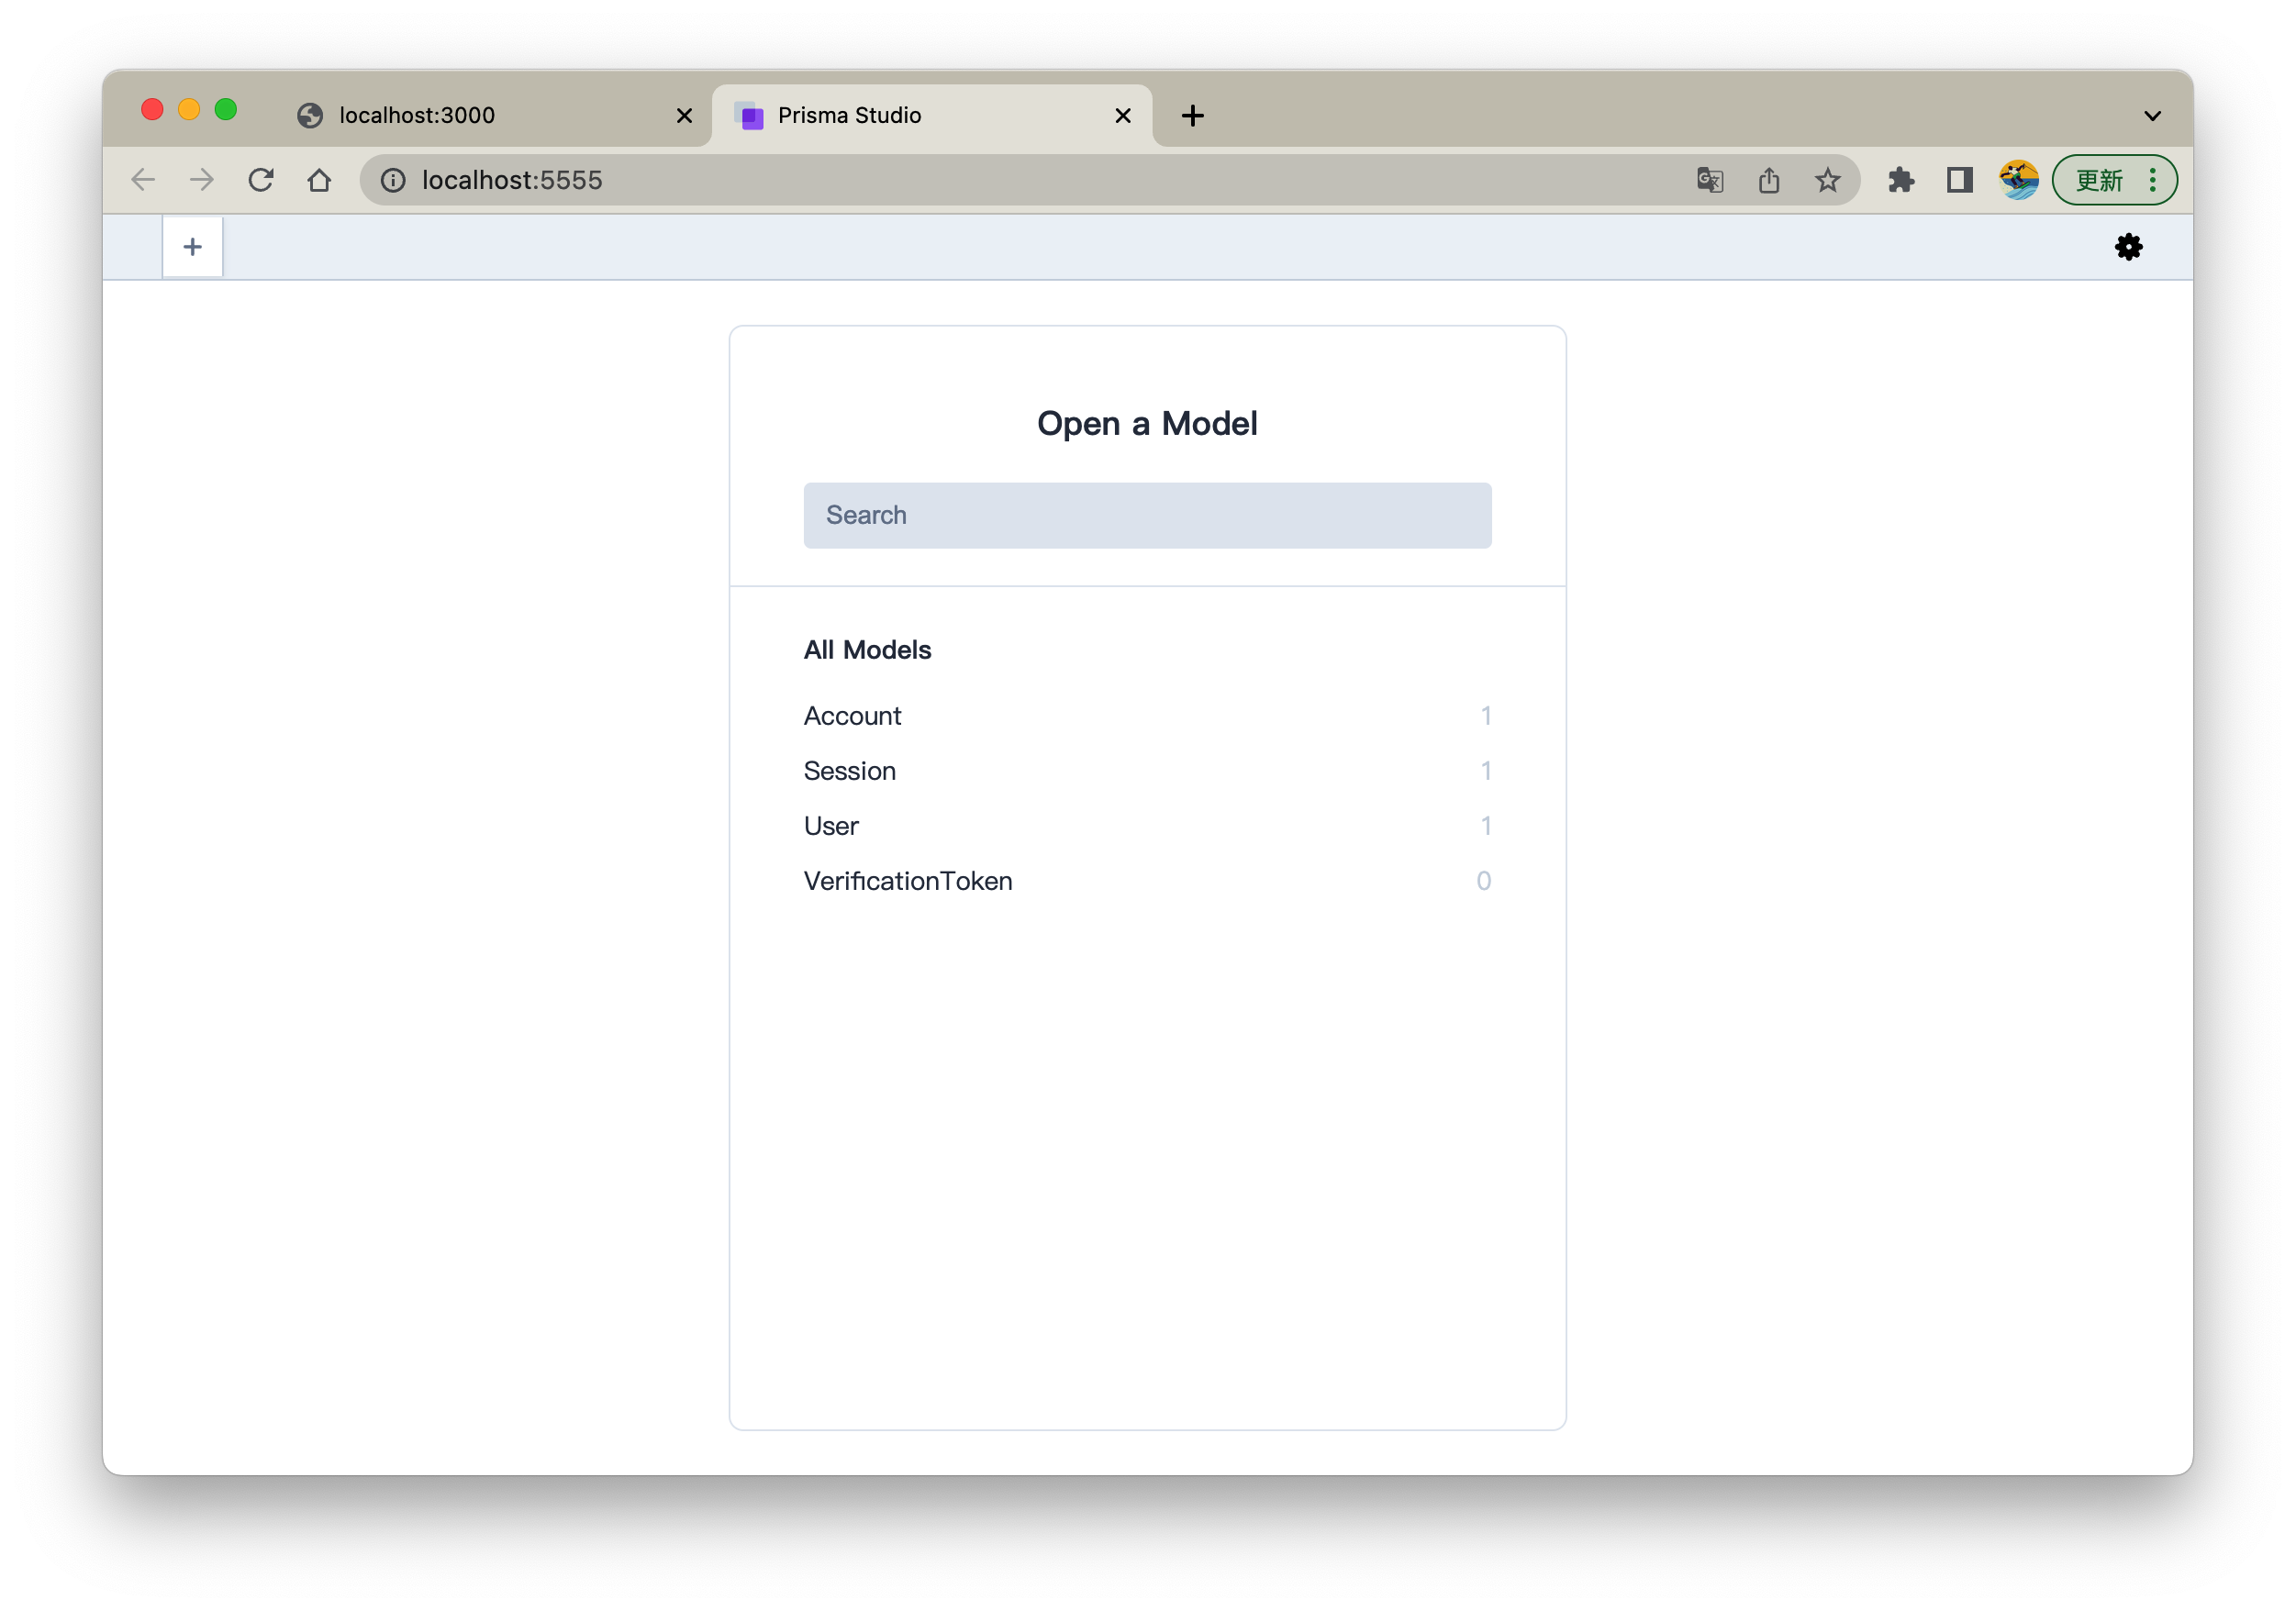 localhost:3000
Prisma Studio
localhost:5555
更新
Open a Model
Search
All Models
Account 1
Session 1
User 1
VerificationToken 0